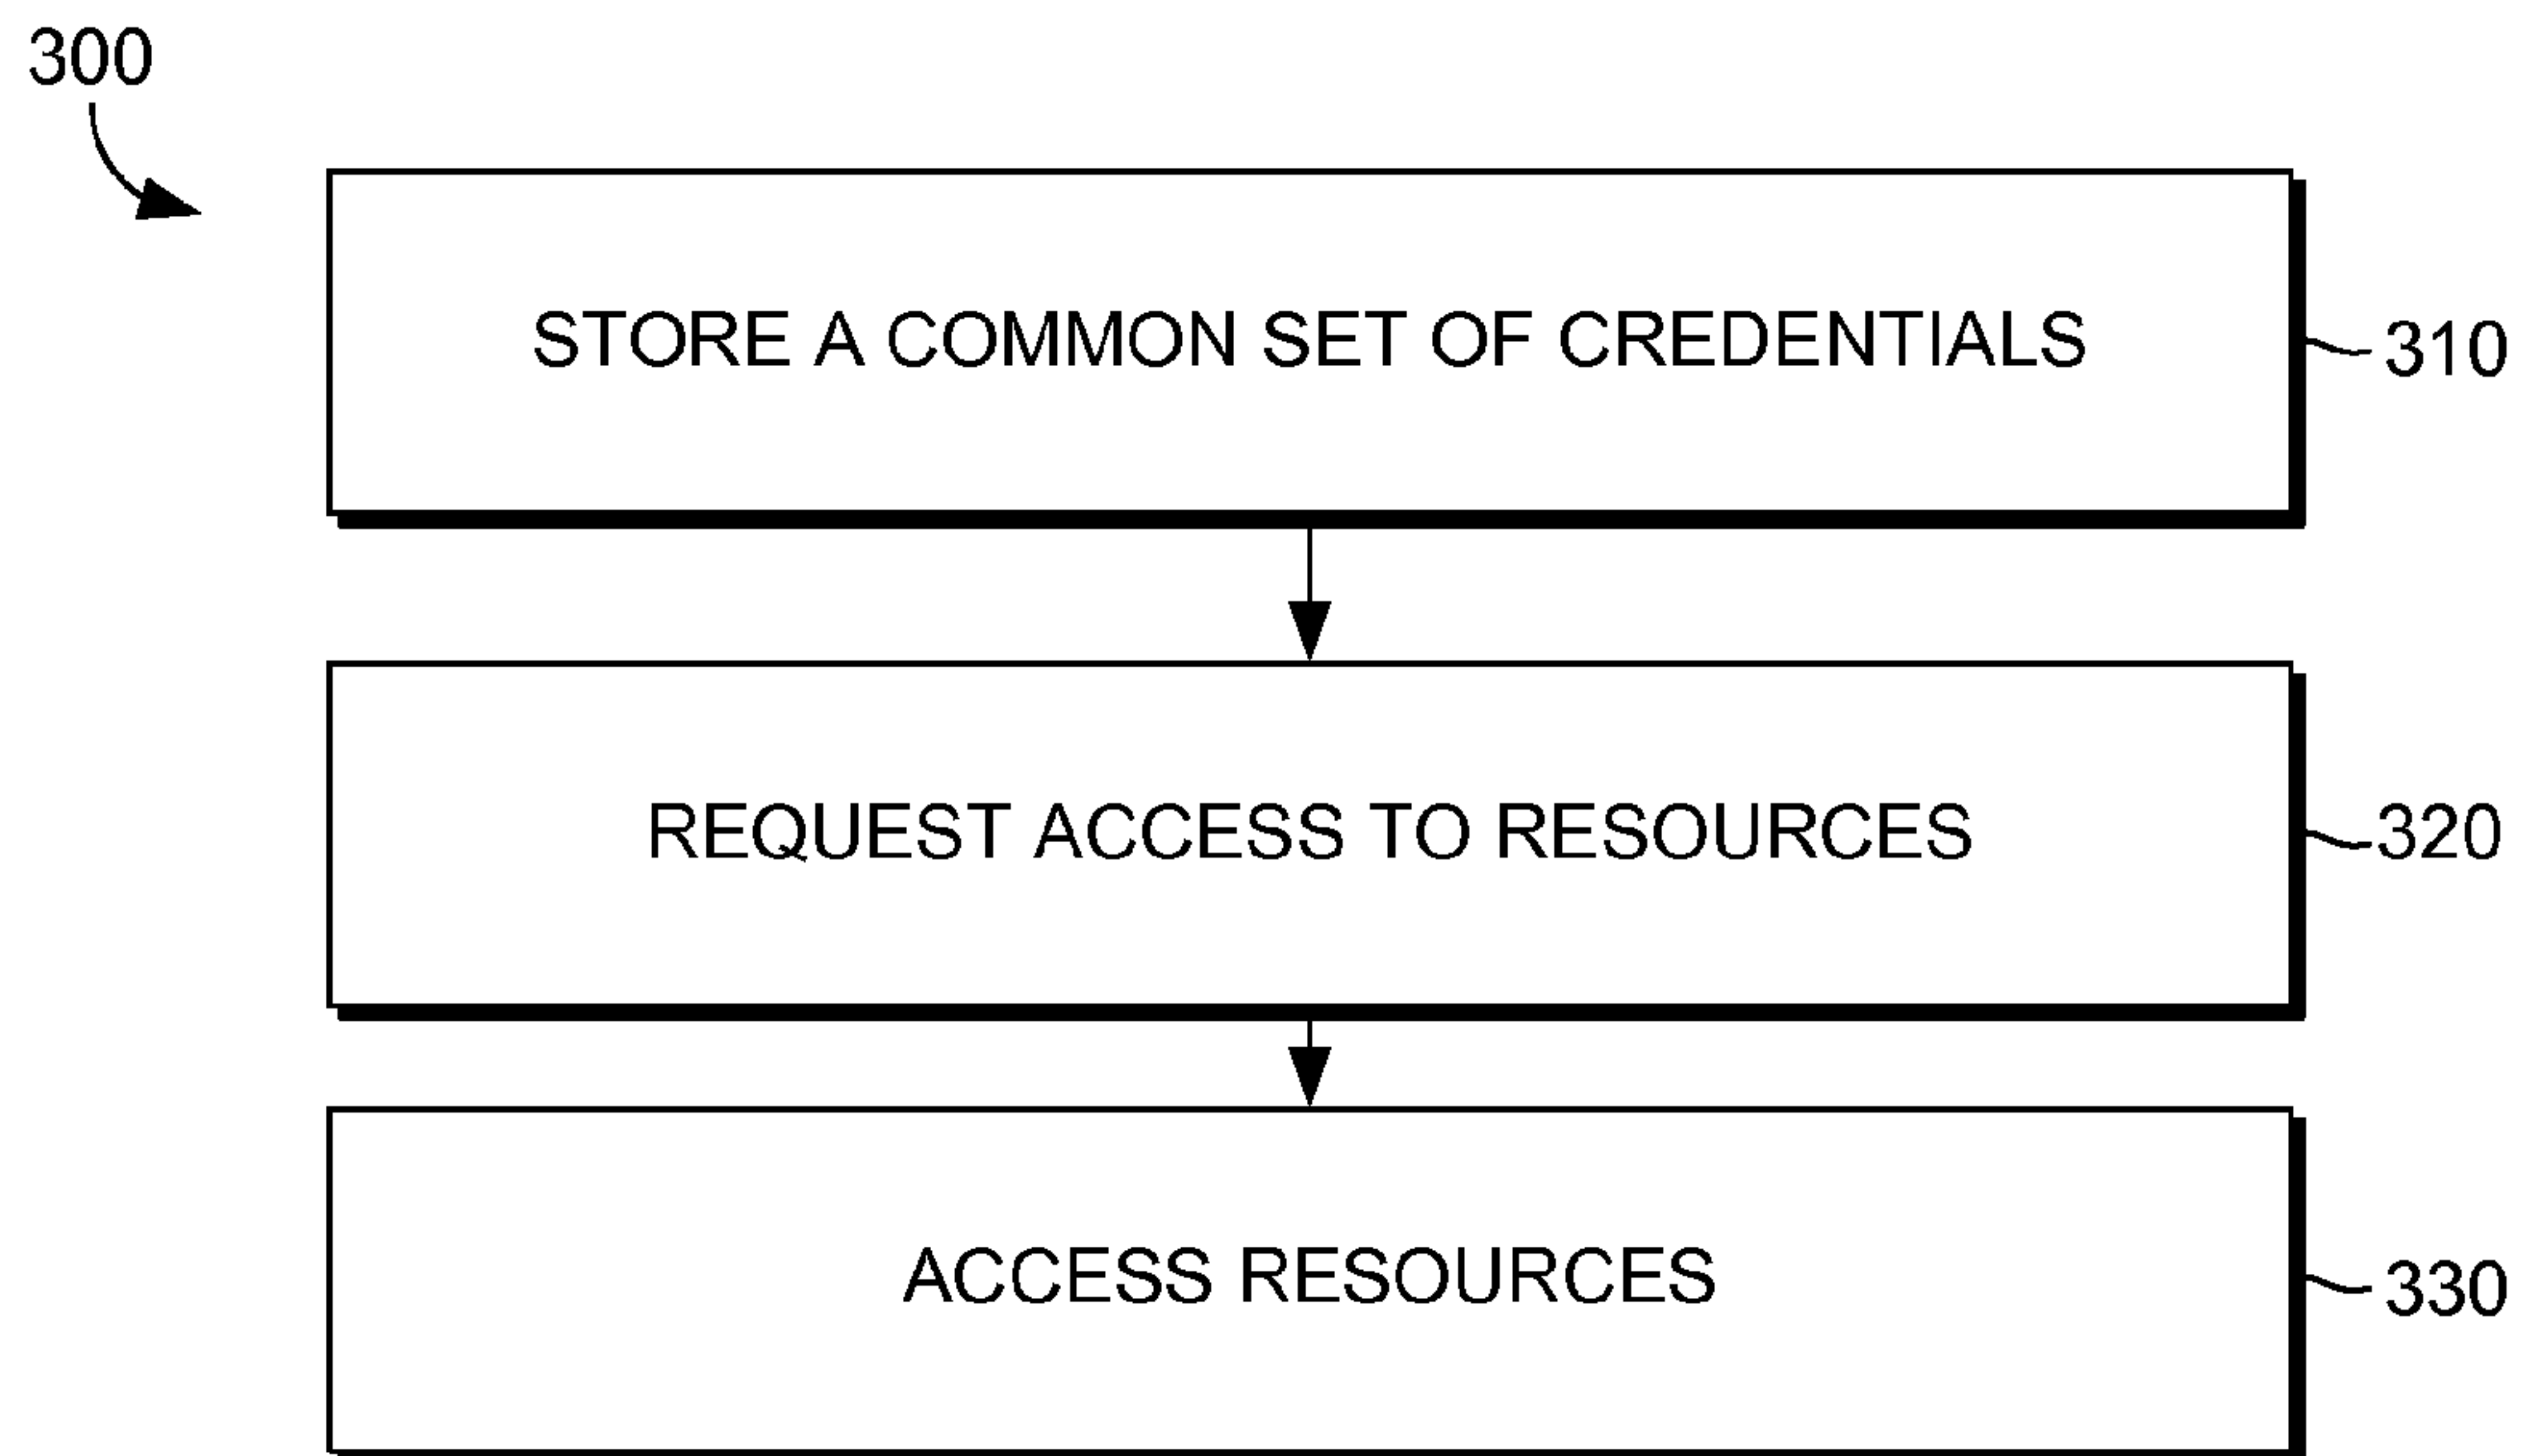 300
STORE A COMMON SET OF CREDENTIALS
310
REQUEST ACCESS TO RESOURCES
320
ACCESS RESOURCES
330